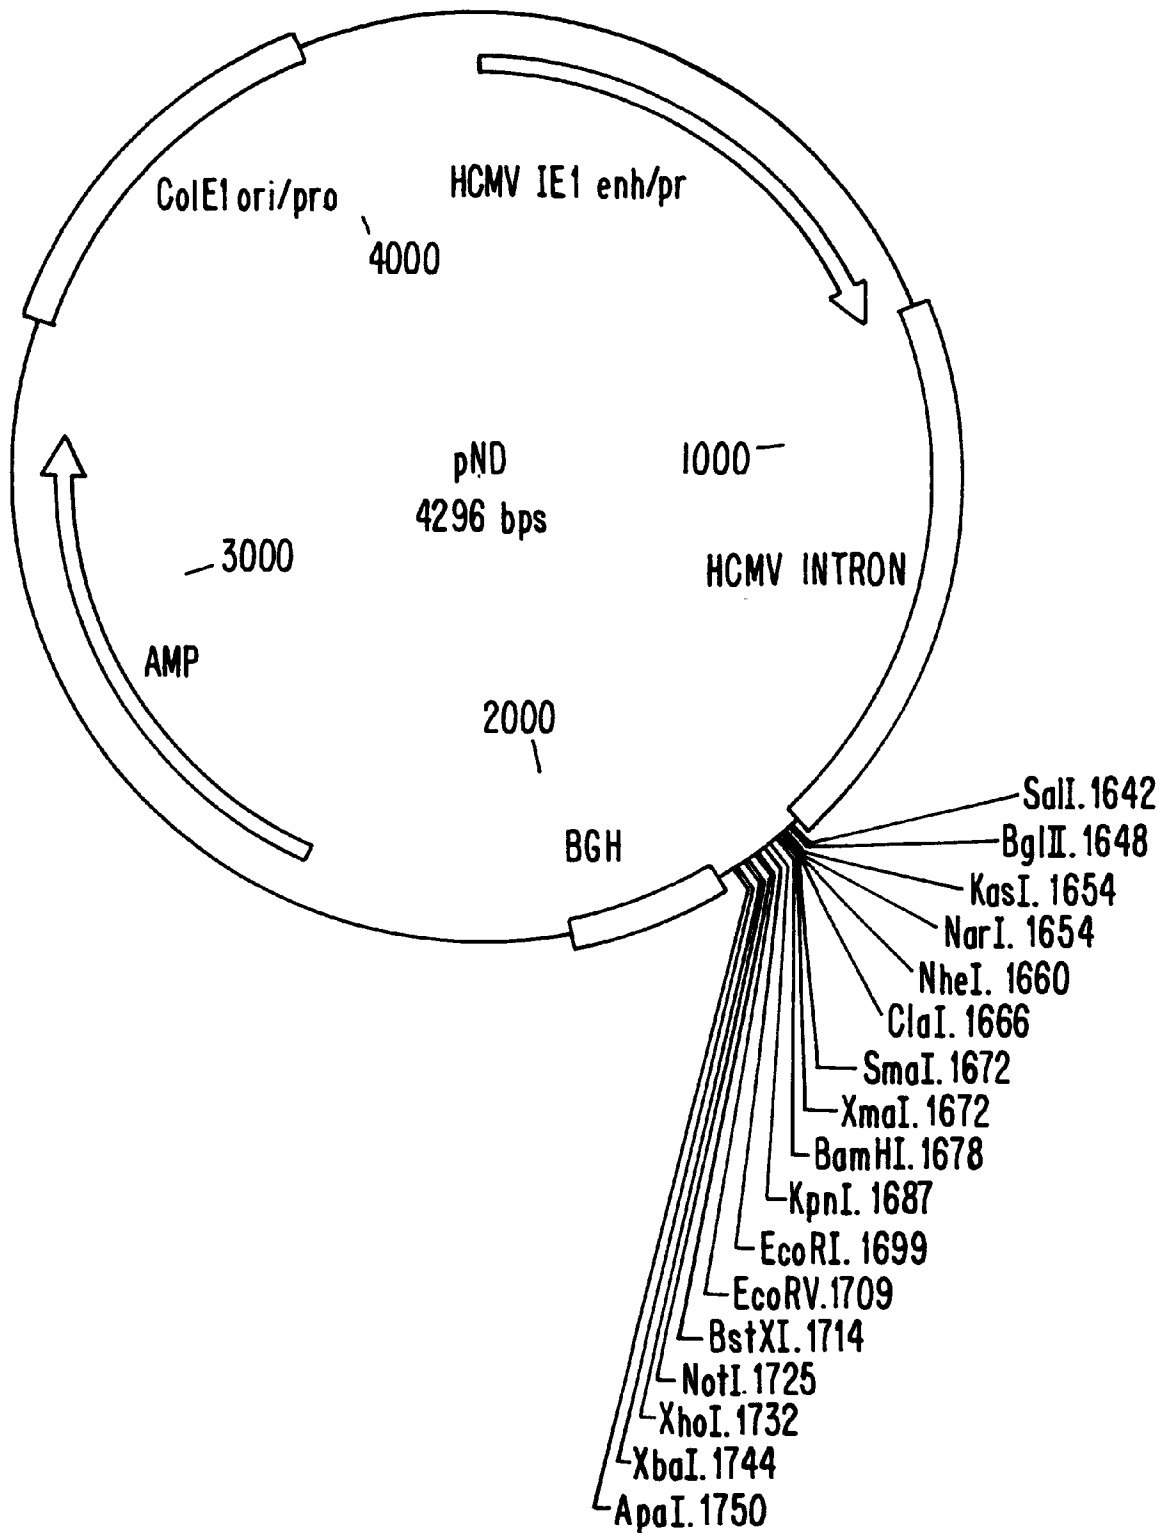 ColE1 ori/pro
HCMV IE1 enh/pr
4000
pND
4296 bps
1000
3000
HCMV INTRON
AMP
2000
BGH
SalI. 1642
BglII. 1648
KasI. 1654
NarI. 1654
NheI. 1660
ClaI. 1666
SmaI. 1672
XmaI. 1672
BamHI. 1678
KpnI. 1687
EcoRI. 1699
EcoRV. 1709
BstXI. 1714
NotI. 1725
XhoI. 1732
XbaI. 1744
ApaI. 1750